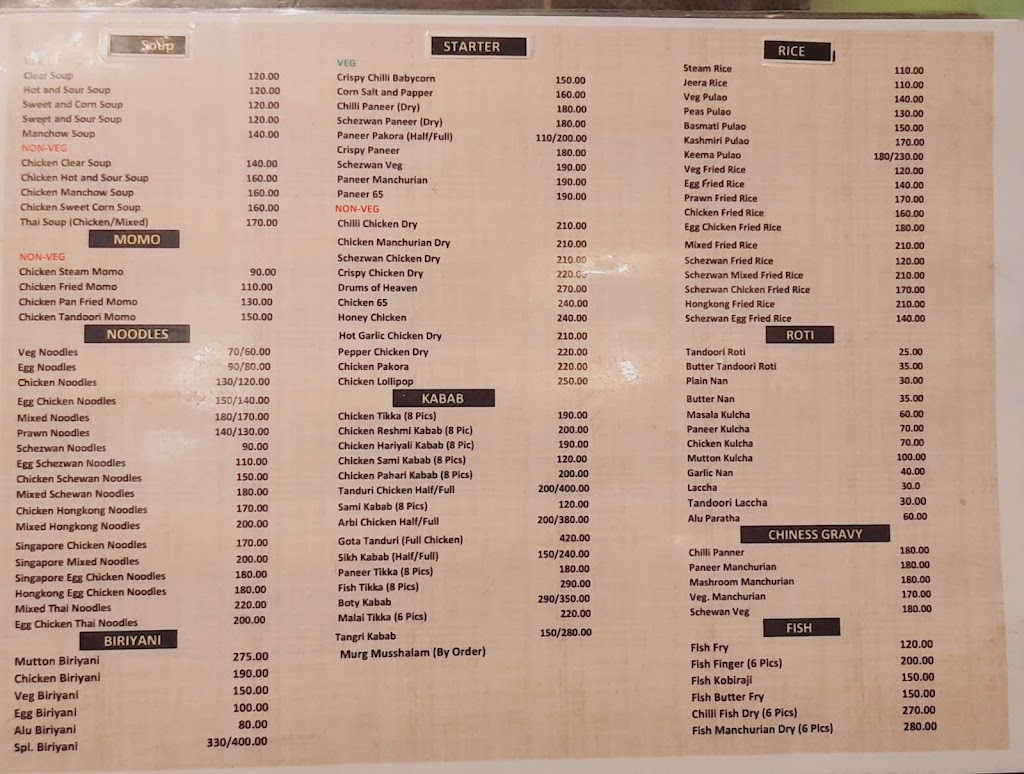 Soup
Clear Soup 120.00
Hot and Sour Soup 120.00
Sweet and Corn Soup 120.00
Sweet and Sour Soup 120.00
Manchow Soup 140.00
NON-VEG
Chicken Clear Soup 140.00
Chicken Hot and Sour Soup 160.00
Chicken Manchow Soup 160.00
Chicken Sweet Corn Soup 160.00
Thai Soup (Chicken/Mixed) 170.00
MOMO
NON-VEG
Chicken Steam Momo 90.00
Chicken Fried Momo 110.00
Chicken Pan Fried Momo 130.00
Chicken Tandoori Momo 150.00
NOODLES
Veg Noodles 70/60.00
Egg Noodles 90/80.00
Chicken Noodles 130/120.00
Egg Chicken Noodles 150/140.00
Mixed Noodles 180/170.00
Prawn Noodles 140/130.00
Schezwan Noodles 90.00
Egg Schezwan Noodles 110.00
Chicken Schewan Noodles 150.00
Mixed Schewan Noodles 180.00
Chicken Hongkong Noodles 170.00
Mixed Hongkong Noodles 200.00
Singapore Chicken Noodles 170.00
Singapore Mixed Noodles 200.00
Singapore Egg Chicken Noodles 180.00
Hongkong Egg Chicken Noodles 180.00
Mixed Thai Noodles 220.00
Egg Chicken Thai Noodles 200.00
BIRIYANI
Mutton Biriyani 275.00
Chicken Biriyani 190.00
Veg Biriyani 150.00
Egg Biriyani 100.00
Alu Biriyani 80.00
Spl. Biriyani 330/400.00
STARTER
VEG
Crispy Chilli Babycorn 150.00
Corn Salt and Papper 160.00
Chilli Paneer (Dry) 180.00
Schezwan Paneer (Dry) 180.00
Paneer Pakora (Half/Full) 110/200.00
Crispy Paneer 180.00
Schezwan Veg 190.00
Paneer Manchurian 190.00
Paneer 65 190.00
NON-VEG
Chilli Chicken Dry 210.00
Chicken Manchurian Dry 210.00
Schezwan Chicken Dry 210.00
Crispy Chicken Dry 220.00
Drums of Heaven 270.00
Chicken 65 240.00
Honey Chicken 240.00
Hot Garlic Chicken Dry 210.00
Pepper Chicken Dry 220.00
Chicken Pakora 220.00
Chicken Lollipop 250.00
KABAB
Chicken Tikka (8 Pics) 190.00
Chicken Reshmi Kabab (8 Pic) 200.00
Chicken Hariyali Kabab (8 Pic) 190.00
Chicken Sami Kabab (8 Pics) 120.00
Chicken Pahari Kabab (8 Pics) 200.00
Tanduri Chicken Half/Full 200/400.00
Sami Kabab (8 Pics) 120.00
Arbi Chicken Half/Full 200/380.00
Gota Tanduri (Full Chicken) 420.00
Sikh Kabab (Half/Full) 150/240.00
Paneer Tikka (8 Pics) 180.00
Fish Tikka (8 Pics) 290.00
Boty Kabab 290/350.00
Malai Tikka (6 Pics) 220.00
Tangri Kabab 150/280.00
Murg Musshalam (By Order)
RICE
Steam Rice 110.00
Jeera Rice 110.00
Veg Pulao 140.00
Peas Pulao 130.00
Basmati Pulao 150.00
Kashmiri Pulao 170.00
Keema Pulao 180/230.00
Veg Fried Rice 120.00
Egg Fried Rice 140.00
Prawn Fried Rice 170.00
Chicken Fried Rice 160.00
Egg Chicken Fried Rice 180.00
Mixed Fried Rice 210.00
Schezwan Fried Rice 120.00
Schezwan Mixed Fried Rice 210.00
Schezwan Chicken Fried Rice 170.00
Hongkong Fried Rice 210.00
Schezwan Egg Fried Rice 140.00
ROTI
Tandoori Roti 25.00
Butter Tandoori Roti 35.00
Plain Nan 30.00
Butter Nan 35.00
Masala Kulcha 60.00
Paneer Kulcha 70.00
Chicken Kulcha 70.00
Mutton Kulcha 100.00
Garlic Nan 40.00
Laccha 30.0
Tandoori Laccha 30.00
Alu Paratha 60.00
CHINESS GRAVY
Chilli Panner 180.00
Paneer Manchurian 180.00
Mashroom Manchurian 180.00
Veg. Manchurian 170.00
Schewan Veg 180.00
FISH
Fish Fry 120.00
Fish Finger (6 Pics) 200.00
Fish Kobiraji 150.00
Fish Butter Fry 150.00
Chilli Fish Dry (6 Pics) 270.00
Fish Manchurian Dry (6 Pics) 280.00